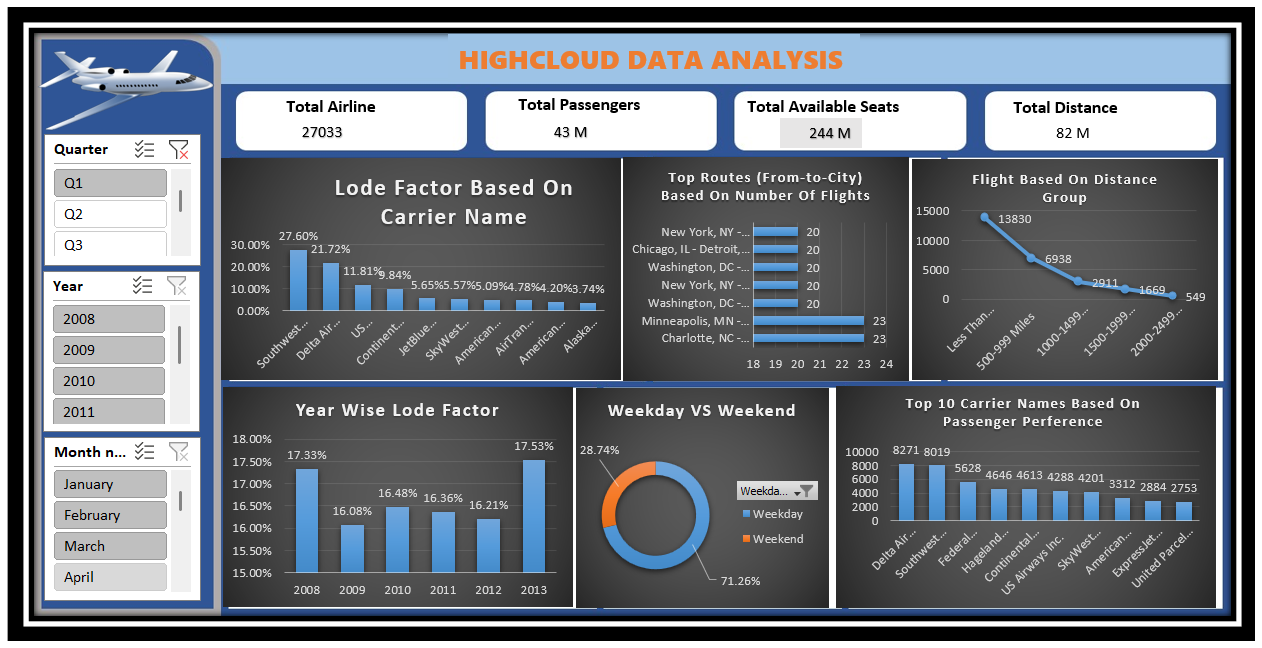 HIGHCLOUD DATA ANALYSIS
Total Airline
27033
Total Passengers
43 M
Total Available Seats
244 M
Total Distance
82 M
Quarter
Q1
Q2
Q3
Year
2008
2009
2010
2011
Month n...
January
February
March
April
Lode Factor Based On
Carrier Name
30.00%
20.00%
10.00%
0.00%
27.60%
21.72%
11.81%
9.84%
5.65%
5.57%
5.09%
4.78%
4.20%
3.74%
Southwest...
Delta Air...
US...
Continent...
JetBlue...
SkyWest...
American...
AirTran...
American...
Alaska...
Top Routes (From-to-City)
Based On Number Of Flights
New York, NY -... 20
Chicago, IL - Detroit,... 20
Washington, DC -... 20
New York, NY -... 20
Washington, DC -... 20
Minneapolis, MN -... 23
Charlotte, NC -... 23
18 19 20 21 22 23 24
Flight Based On Distance
Group
15000
10000
5000
0
13830
6938
2911
1669
549
Less Than...
500-999 Miles
1000-1499...
1500-1999...
2000-2499...
Year Wise Lode Factor
18.00%
17.50%
17.00%
16.50%
16.00%
15.50%
15.00%
17.33%
16.08%
16.48%
16.36%
16.21%
17.53%
2008 2009 2010 2011 2012 2013
Weekday VS Weekend
28.74%
71.26%
Weekda...
Weekday
Weekend
Top 10 Carrier Names Based On
Passenger Perference
10000
8000
6000
4000
2000
0
8271 8019 5628 4646 4613 4288 4201 3312 2884 2753
Delta Air...
Southwest...
Federal...
Hageland...
Continental...
US Airways Inc.
SkyWest...
American...
ExpressJet...
United Parcel...